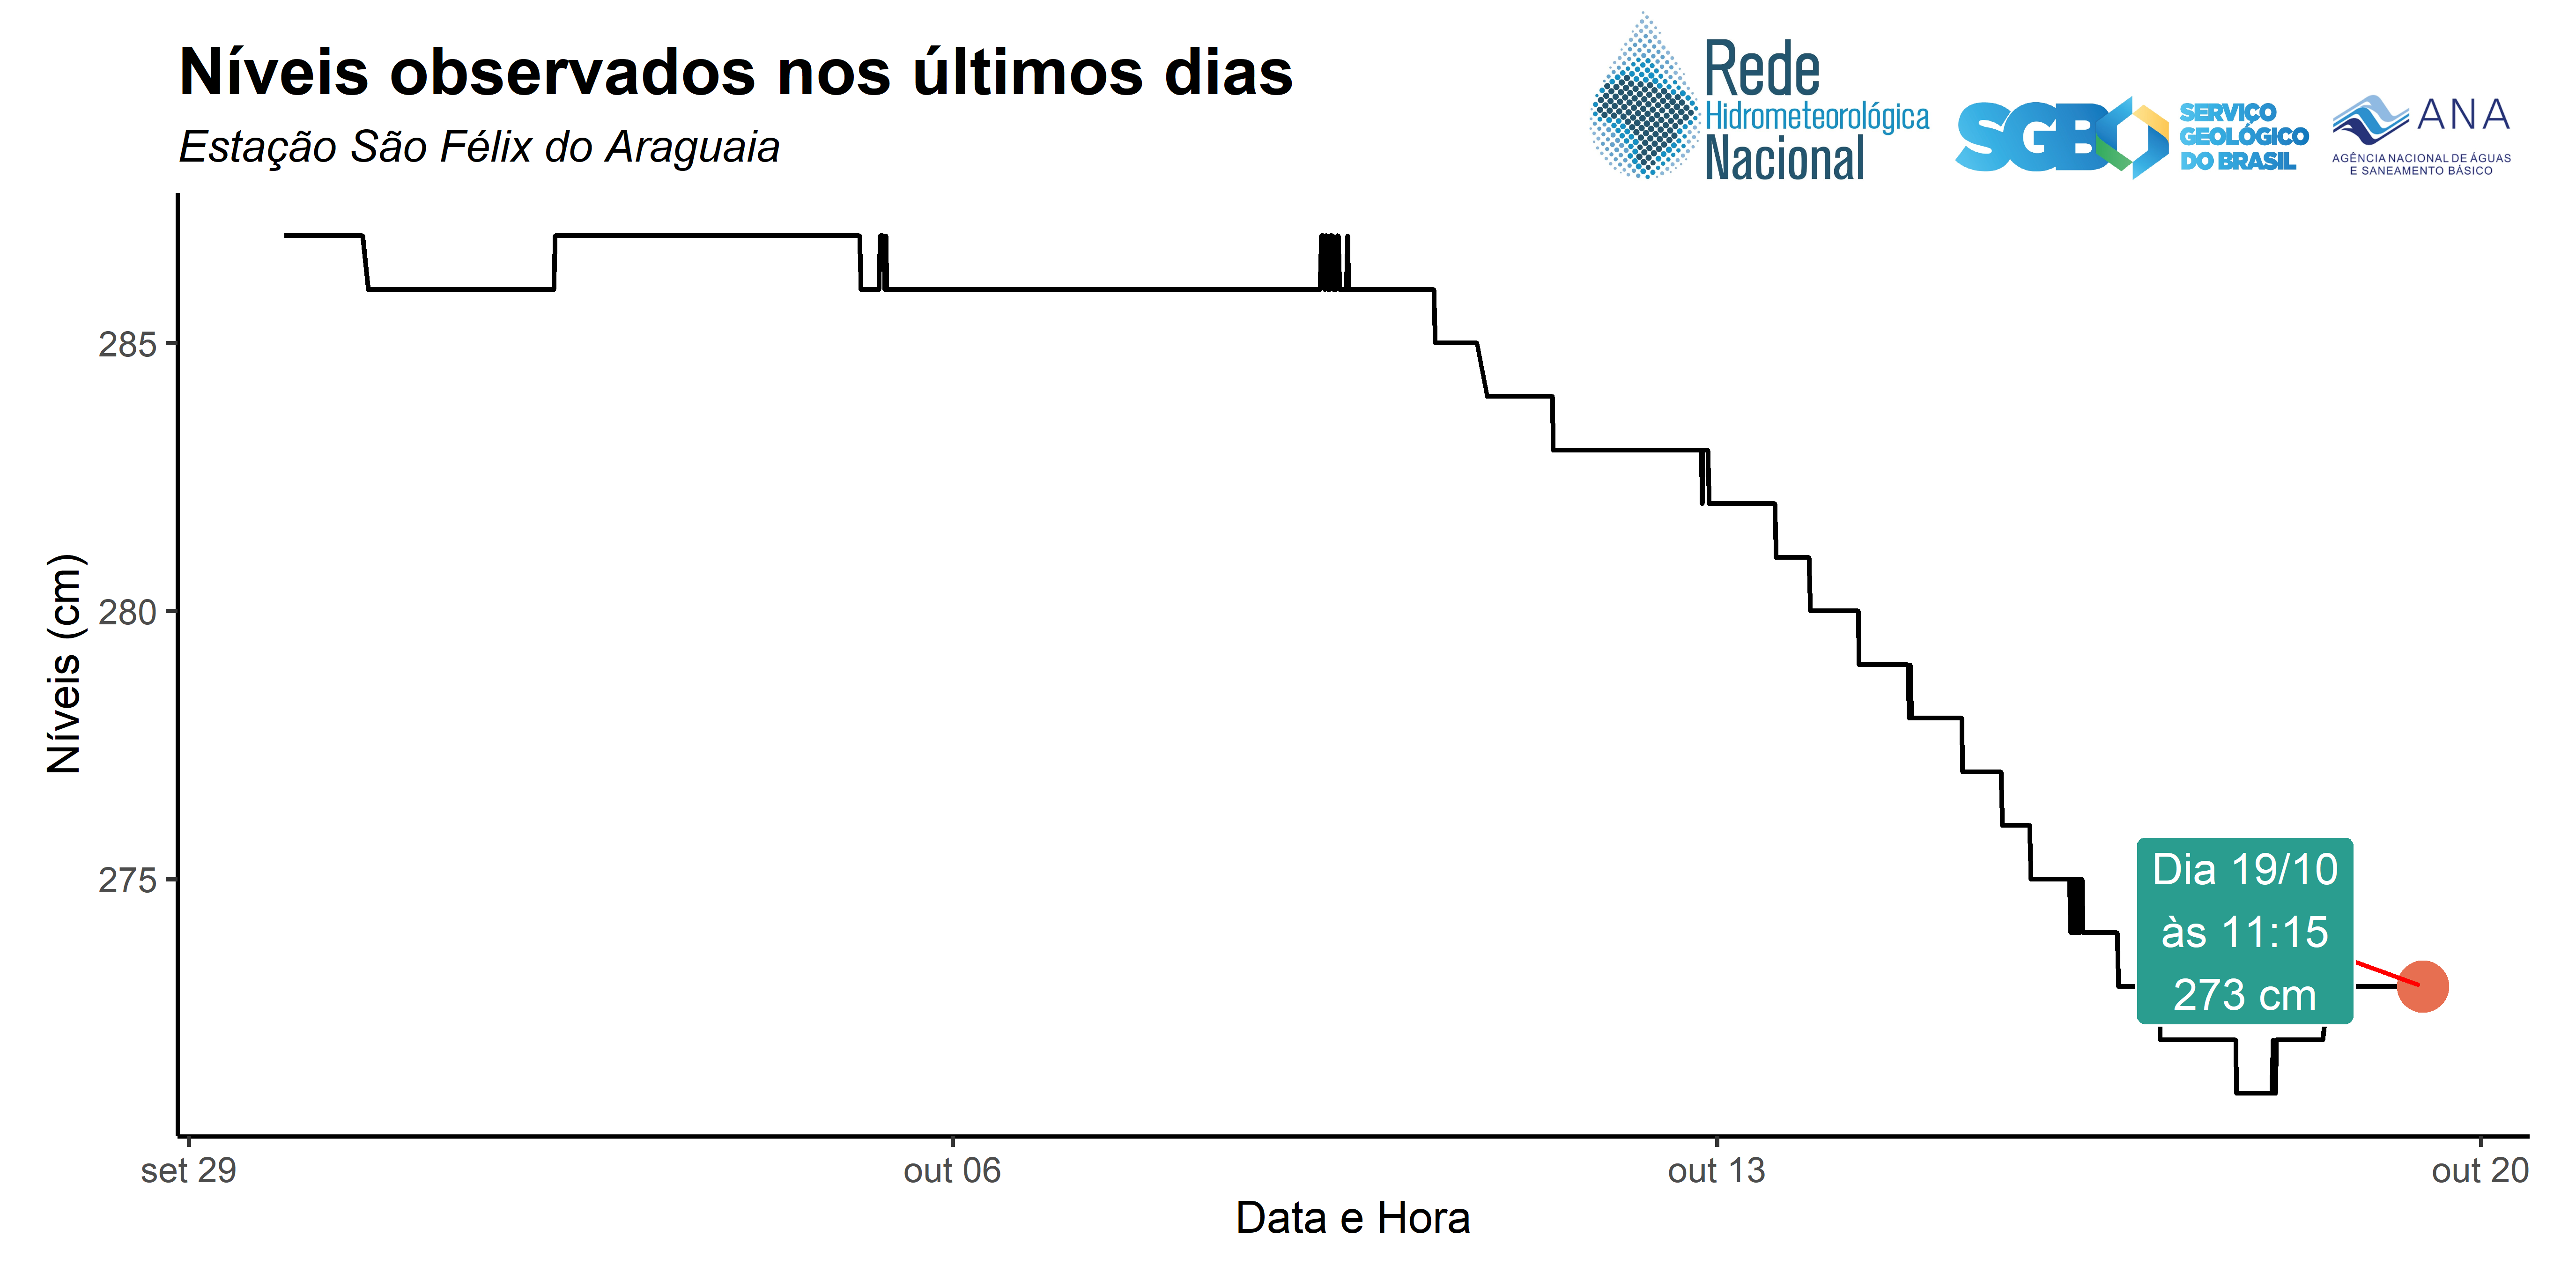 Níveis observados nos últimos dias
Estação São Félix do Araguaia
Rede
Hidrometeorológica
Nacional
SGB
SERVIÇO
GEOLÓGICO
DO BRASIL
ANA
AGÊNCIA NACIONAL DE ÁGUAS
E SANEAMENTO BÁSICO
Níveis (cm)
285
280
275
Dia 19/10
às 11:15
273 cm
set 29
out 06
out 13
out 20
Data e Hora